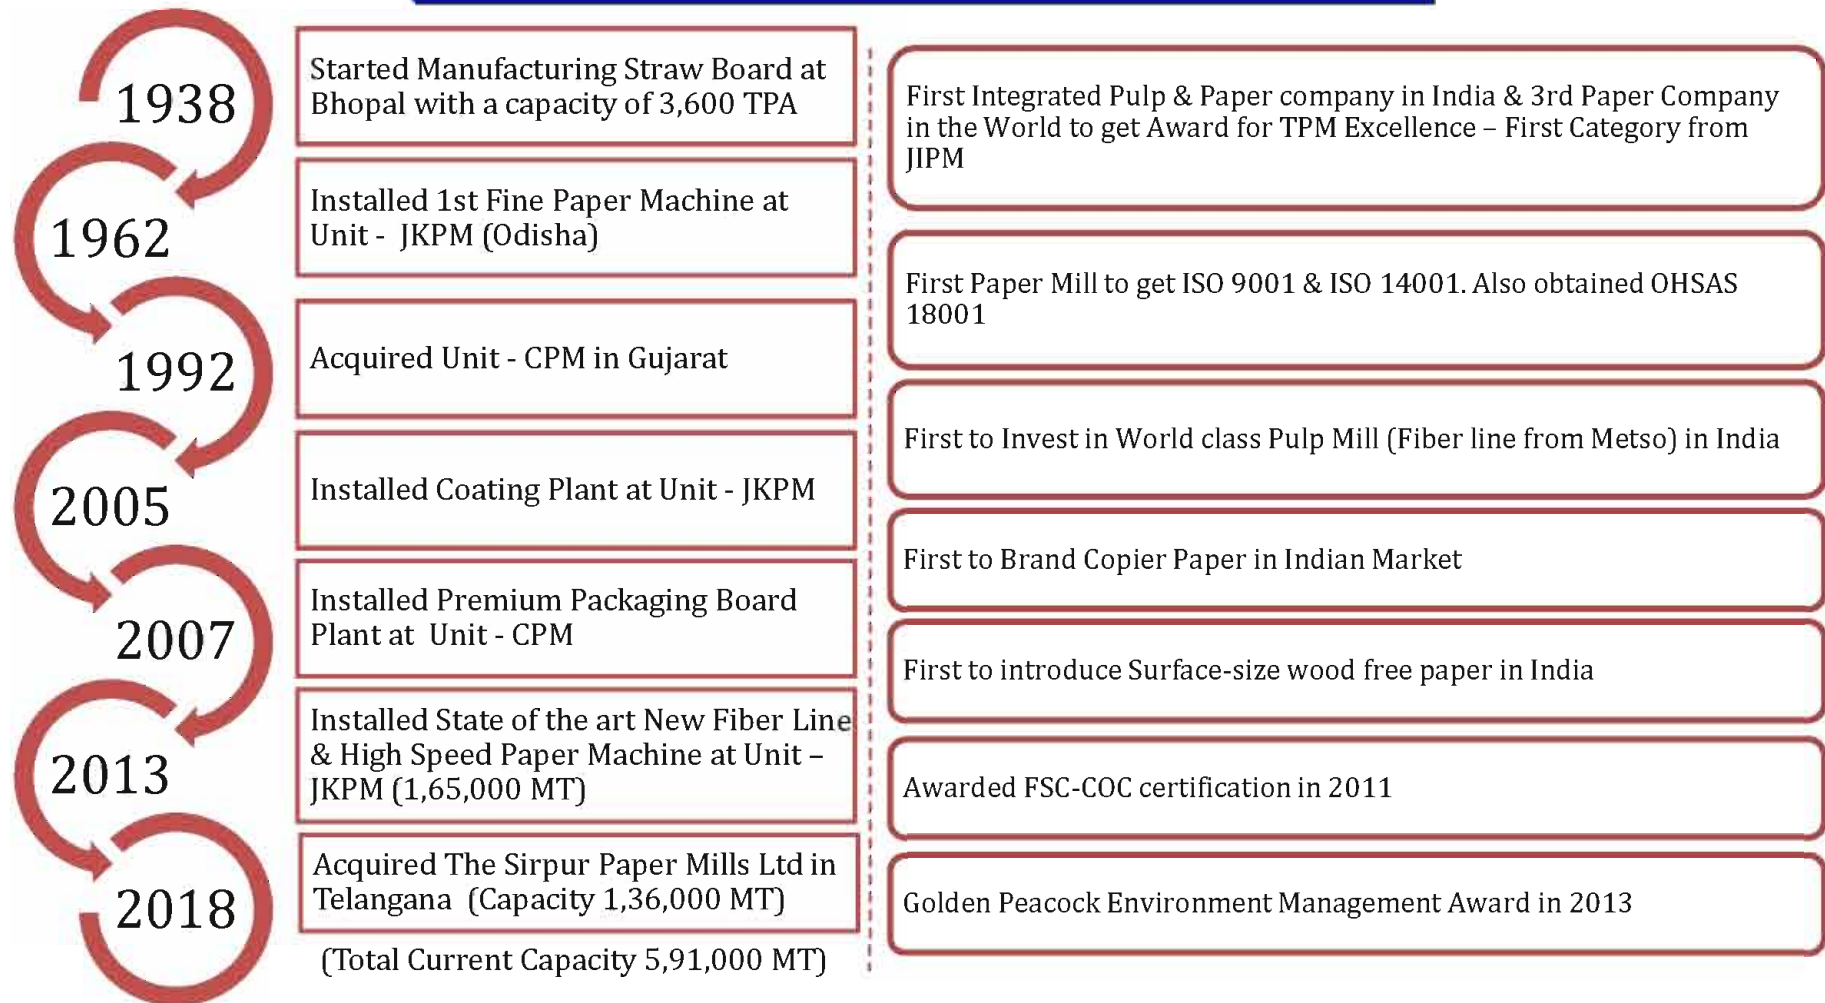 1938
Started Manufacturing Straw Board at
Bhopal with a capacity of 3,600 TPA
1962
Installed 1st Fine Paper Machine at
Unit - JKPM (Odisha)
1992
Acquired Unit - CPM in Gujarat
2005
Installed Coating Plant at Unit - JKPM
2007
Installed Premium Packaging Board
Plant at Unit - CPM
2013
Installed State of the art New Fiber Line
& High Speed Paper Machine at Unit –
JKPM (1,65,000 MT)
2018
Acquired The Sirpur Paper Mills Ltd in
Telangana (Capacity 1,36,000 MT)
(Total Current Capacity 5,91,000 MT)
First Integrated Pulp & Paper company in India & 3rd Paper Company
in the World to get Award for TPM Excellence – First Category from
JIPM
First Paper Mill to get ISO 9001 & ISO 14001. Also obtained OHSAS
18001
First to Invest in World class Pulp Mill (Fiber line from Metso) in India
First to Brand Copier Paper in Indian Market
First to introduce Surface-size wood free paper in India
Awarded FSC-COC certification in 2011
Golden Peacock Environment Management Award in 2013